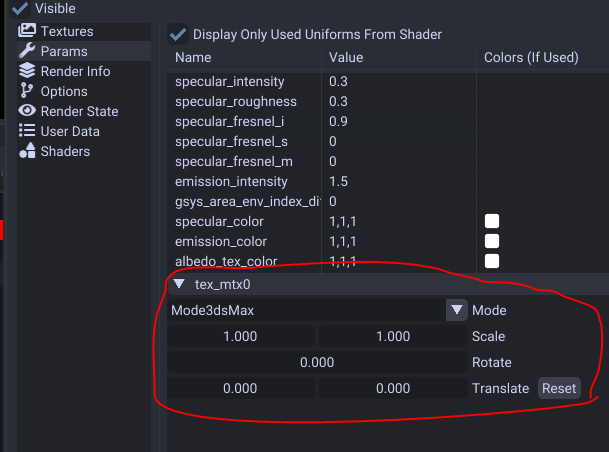 Visible
Textures
Params
Render Info
Options
Render State
User Data
Shaders
Display Only Used Uniforms From Shader
Name Value Colors (If Used)
specular_intensity 0.3
specular_roughness 0.3
specular_fresnel_i 0.9
specular_fresnel_s 0
specular_fresnel_m 0
emission_intensity 1.5
gsys_area_env_index_di 0
specular_color 1,1,1
emission_color 1,1,1
albedo_tex_color 1,1,1
tex_mtx0
Mode3dsMax Mode
1.000 1.000 Scale
0.000 Rotate
0.000 0.000 Translate Reset